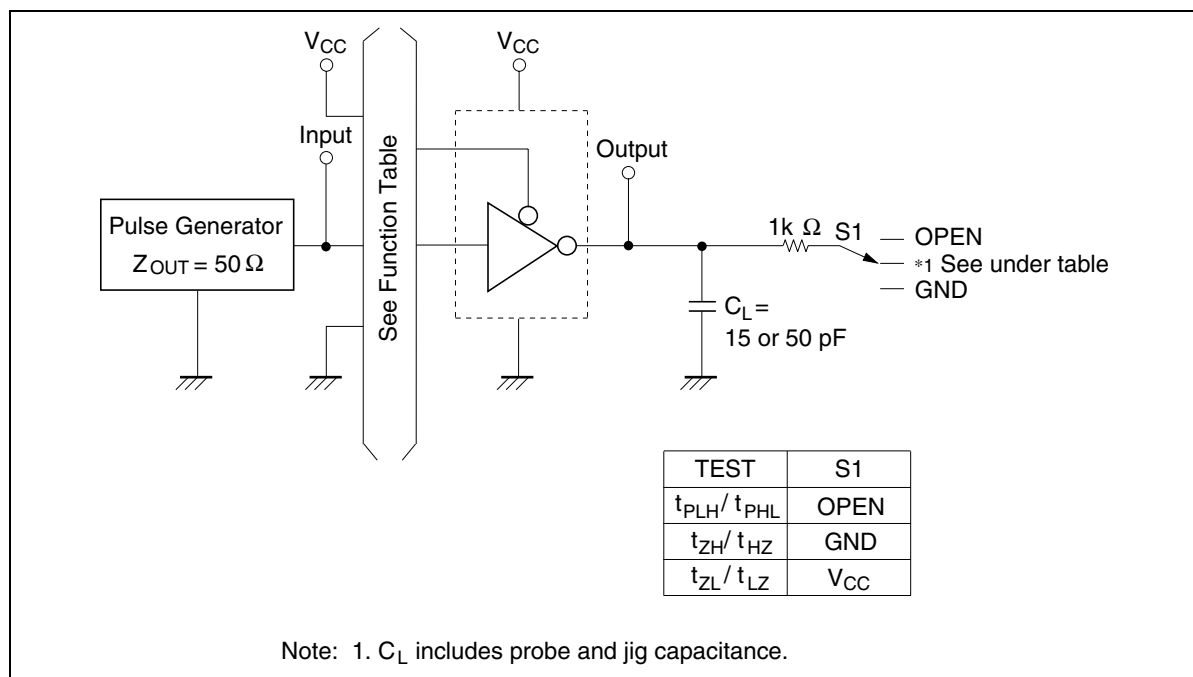 VCC
VCC
Input
Output
See Function Table
Pulse Generator
ZOUT = 50 Ω
1k Ω
S1
OPEN
*1 See under table
GND
CL =
15 or 50 pF
TEST S1
tPLH / tPHL OPEN
tZH / tHZ GND
tZL / tLZ VCC
Note: 1. CL includes probe and jig capacitance.